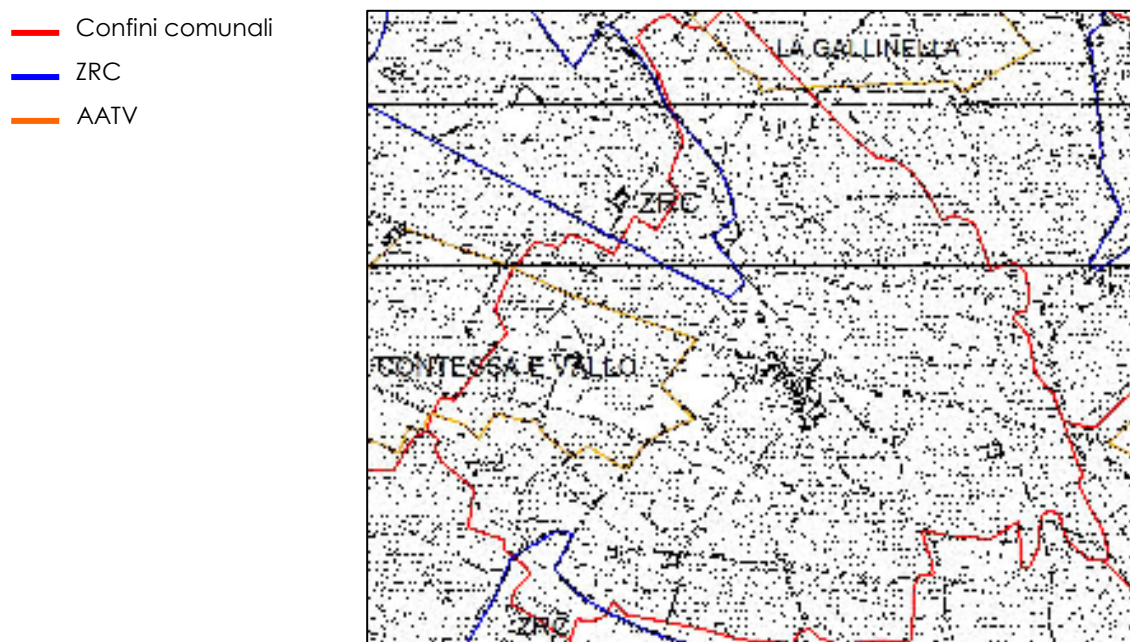 Confini comunali
ZRC
AATV
LA GALLINELLA
ZRC
CONTESSA E VALLO
ZRC